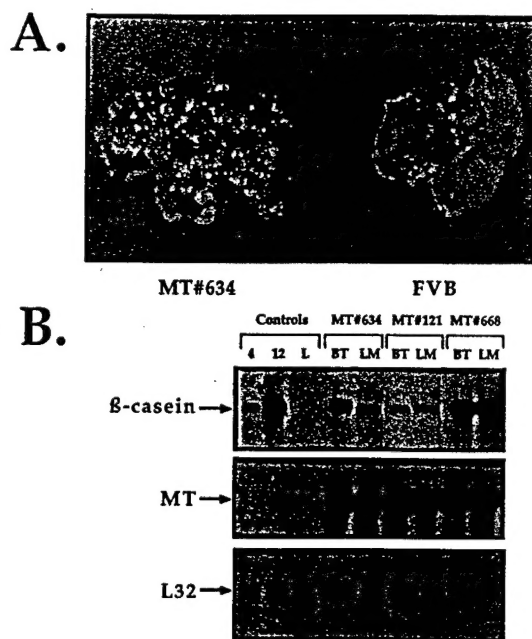 A.
MT#634 FVB
B.
Controls MT#634 MT#121 MT#668
4 12 L BT LM BT LM BT LM
ß-casein
MT
L32